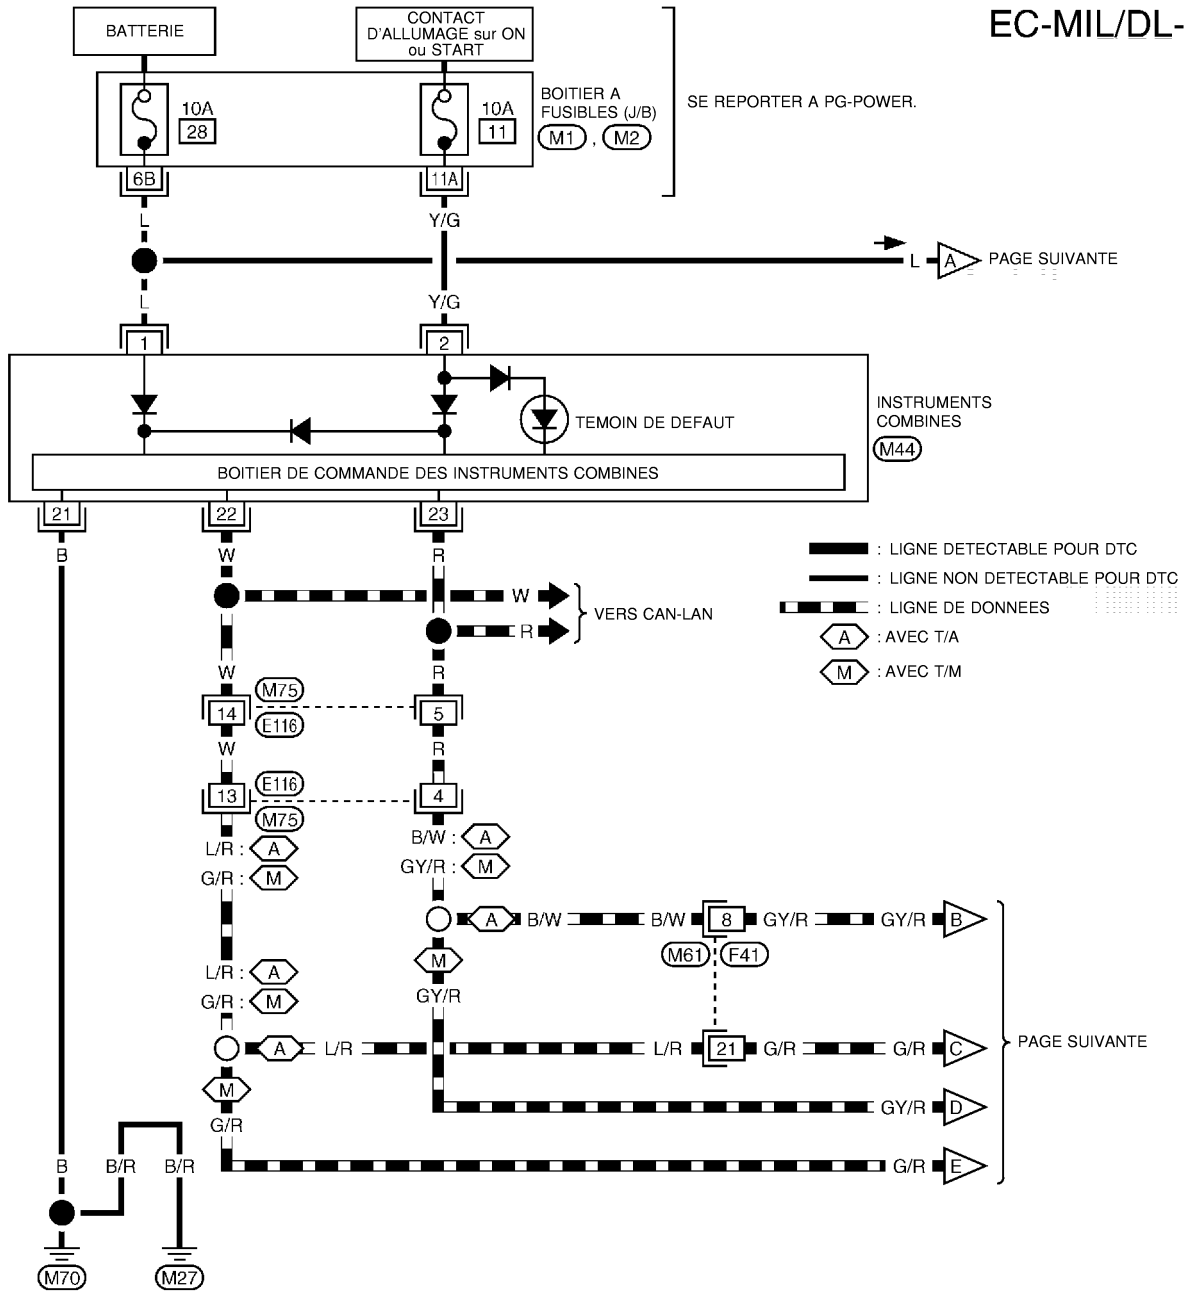 EC-MIL/DL-
BATTERIE
CONTACT
D'ALLUMAGE sur ON
ou START
10A
28
10A
11
BOITIER A
FUSIBLES (J/B)
M1 , M2
SE REPORTER A PG-POWER.
6B
11A
L
Y/G
L
A
PAGE SUIVANTE
L
Y/G
1
2
TEMOIN DE DEFAUT
INSTRUMENTS
COMBINES
M44
BOITIER DE COMMANDE DES INSTRUMENTS COMBINES
21
22
23
B
W
R
: LIGNE DETECTABLE POUR DTC
: LIGNE NON DETECTABLE POUR DTC
: LIGNE DE DONNEES
A : AVEC T/A
M : AVEC T/M
W
R
VERS CAN-LAN
W
R
M75
14
5
E116
W
R
E116
13
4
M75
L/R : A
G/R : M
B/W : A
GY/R : M
A
B/W
B/W
8
GY/R
GY/R
B
M61
F41
M
GY/R
L/R : A
G/R : M
A
L/R
L/R
21
G/R
G/R
C
PAGE SUIVANTE
M
G/R
GY/R
D
G/R
E
B
B/R
B/R
M70
M27